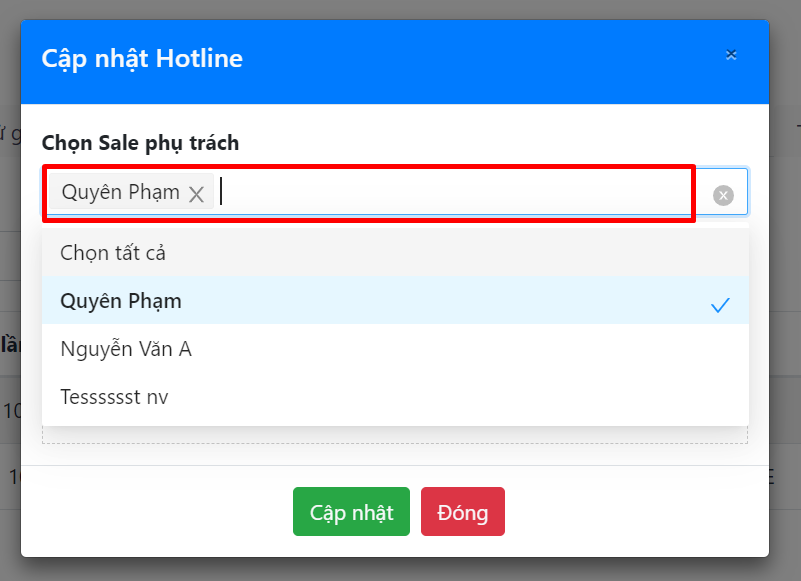 Cập nhật Hotline
Chọn Sale phụ trách
Quyên Phạm
Chọn tất cả
Quyên Phạm
Nguyễn Văn A
Tesssssst nv
Cập nhật
Đóng